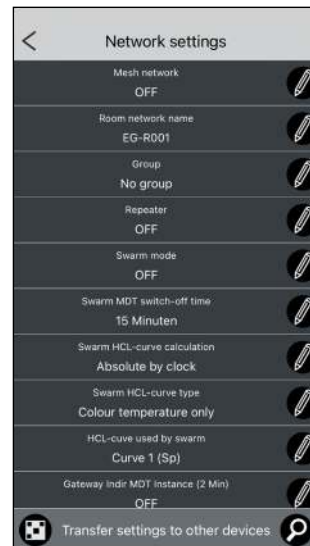 Network settings
Mesh network
OFF
Room network name
EG-R001
Group
No group
Repeater
OFF
Swarm mode
OFF
Swarm MDT switch-off time
15 Minuten
Swarm HCL-curve calculation
Absolute by clock
Swarm HCL-curve type
Colour temperature only
HCL-cuve used by swarm
Curve 1 (Sp)
Gateway Indir MDT Instance (2 Min)
OFF
Transfer settings to other devices